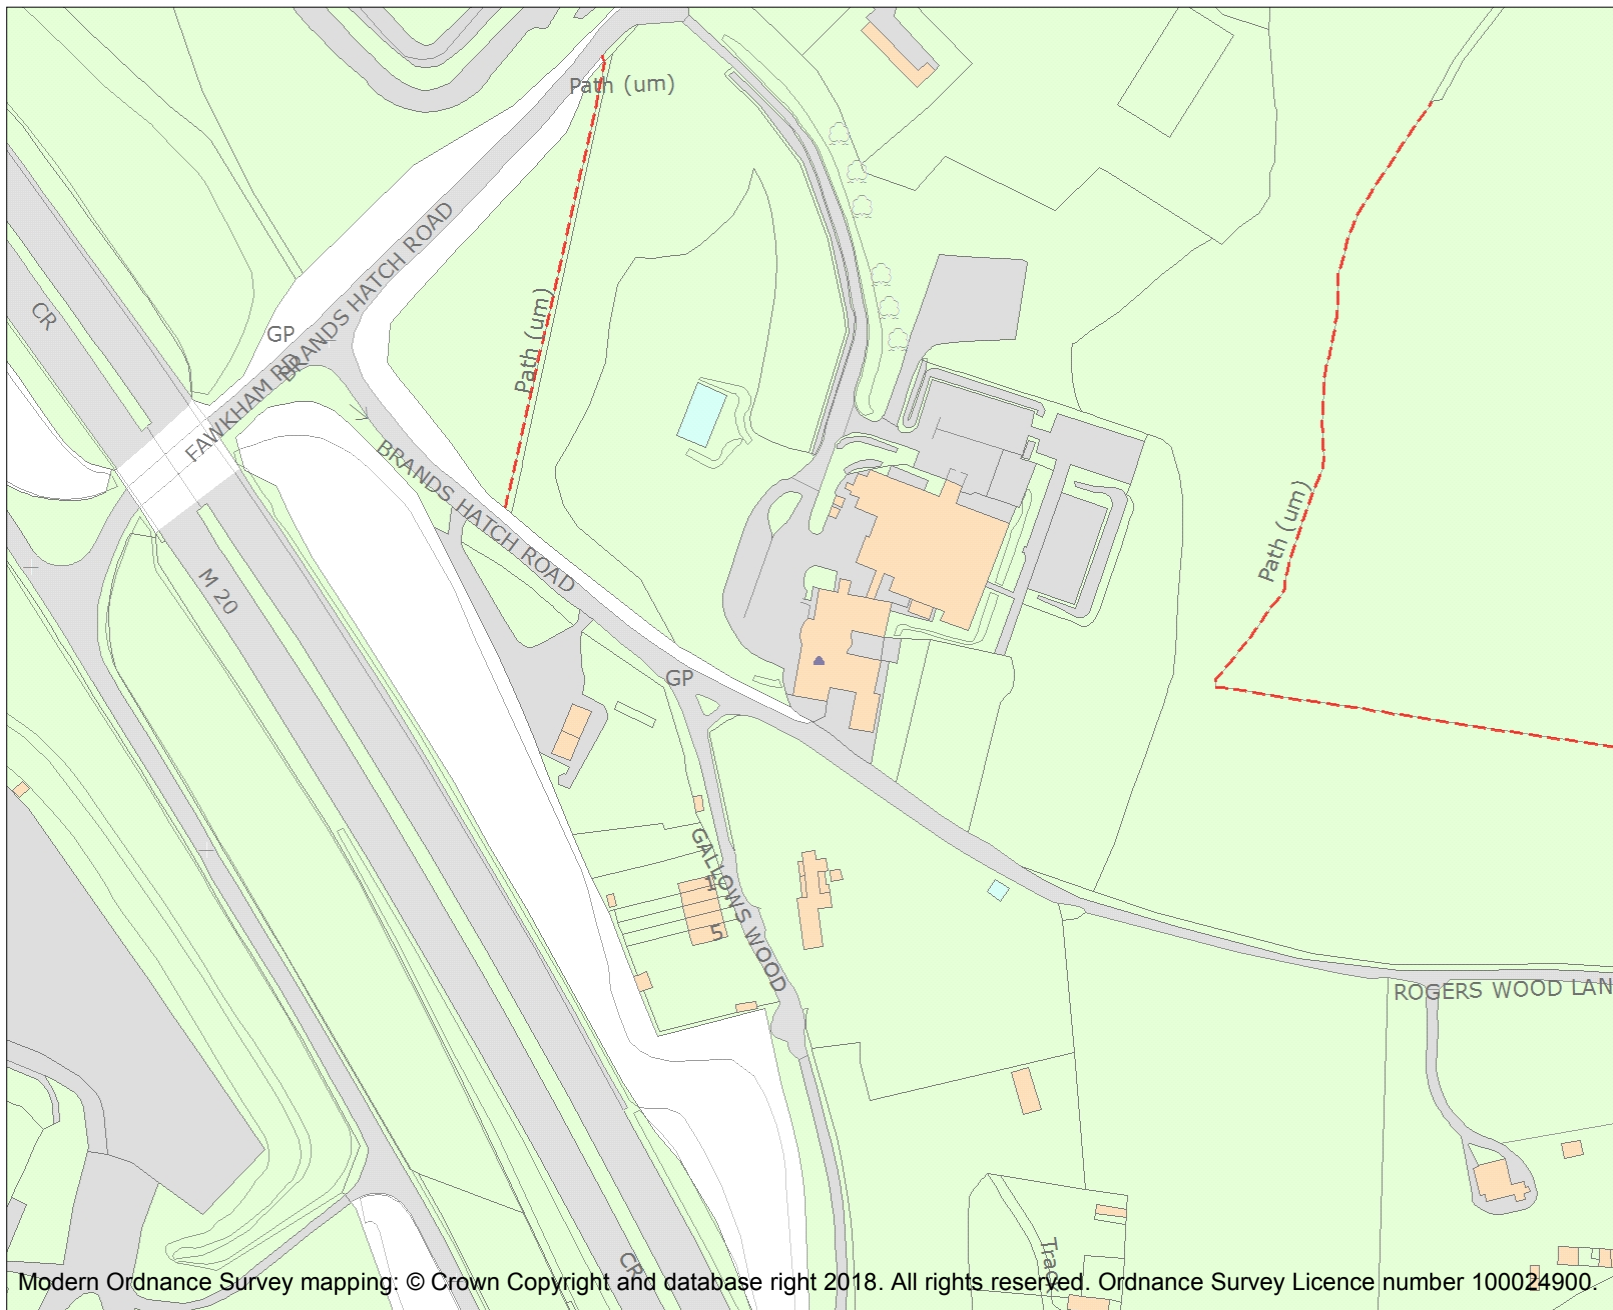 Path (um)
BRANDS HATCH ROAD
CR
GP
Path (um)
FAWKHAM RD
BRANDS HATCH ROAD
Path (um)
M 20
GP
GALLOWS WOOD
1
5
ROGERS WOOD LAN
Trac
CR
Modern Ordnance Survey mapping: © Crown Copyright and database right 2018. All rights reserved. Ordnance Survey Licence number 100024900.